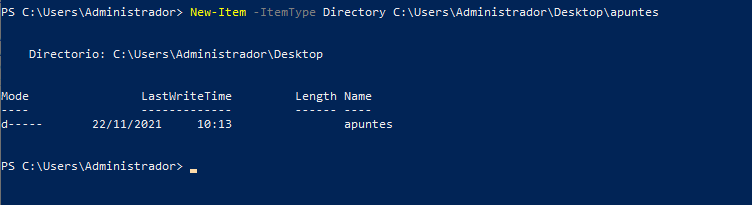 PS C:\Users\Administrador> New-Item -ItemType Directory C:\Users\Administrador\Desktop\apuntes
Directorio: C:\Users\Administrador\Desktop
Mode LastWriteTime Length Name
---- ------------- ------ ----
d----- 22/11/2021 10:13 apuntes
PS C:\Users\Administrador>